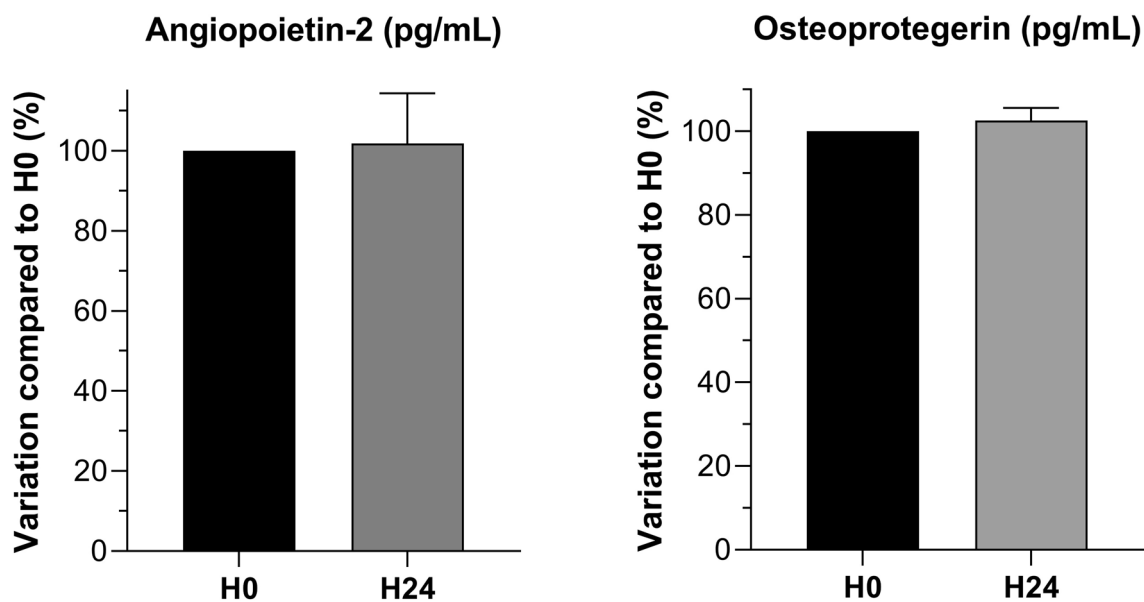 Angiopoietin-2 (pg/mL)
Variation compared to H0 (%)
100
80
60
40
20
0
H0 H24
Osteoprotegerin (pg/mL)
Variation compared to H0 (%)
100
80
60
40
20
0
H0 H24